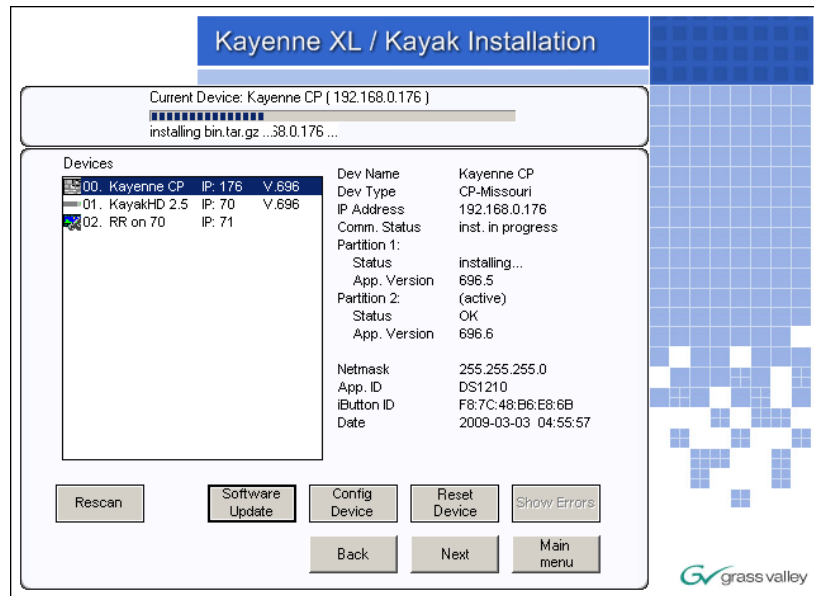 Kayenne XL / Kayak Installation
Current Device: Kayenne CP ( 192.168.0.176 )
installing bin.tar.gz ...38.0.176 ...
Devices
00. Kayenne CP IP: 176 V.696
01. KayakHD 2.5 IP: 70 V.696
02. RR on 70 IP: 71
Dev Name Kayenne CP
Dev Type CP-Missouri
IP Address 192.168.0.176
Comm. Status inst. in progress
Partition 1:
Status installing...
App. Version 696.5
Partition 2: (active)
Status OK
App. Version 696.6
Netmask 255.255.255.0
App. ID DS1210
iButton ID F8:7C:48:B6:E8:6B
Date 2009-03-03 04:55:57
Rescan
Software Update
Config Device
Reset Device
Show Errors
Back
Next
Main menu
GV grass valley